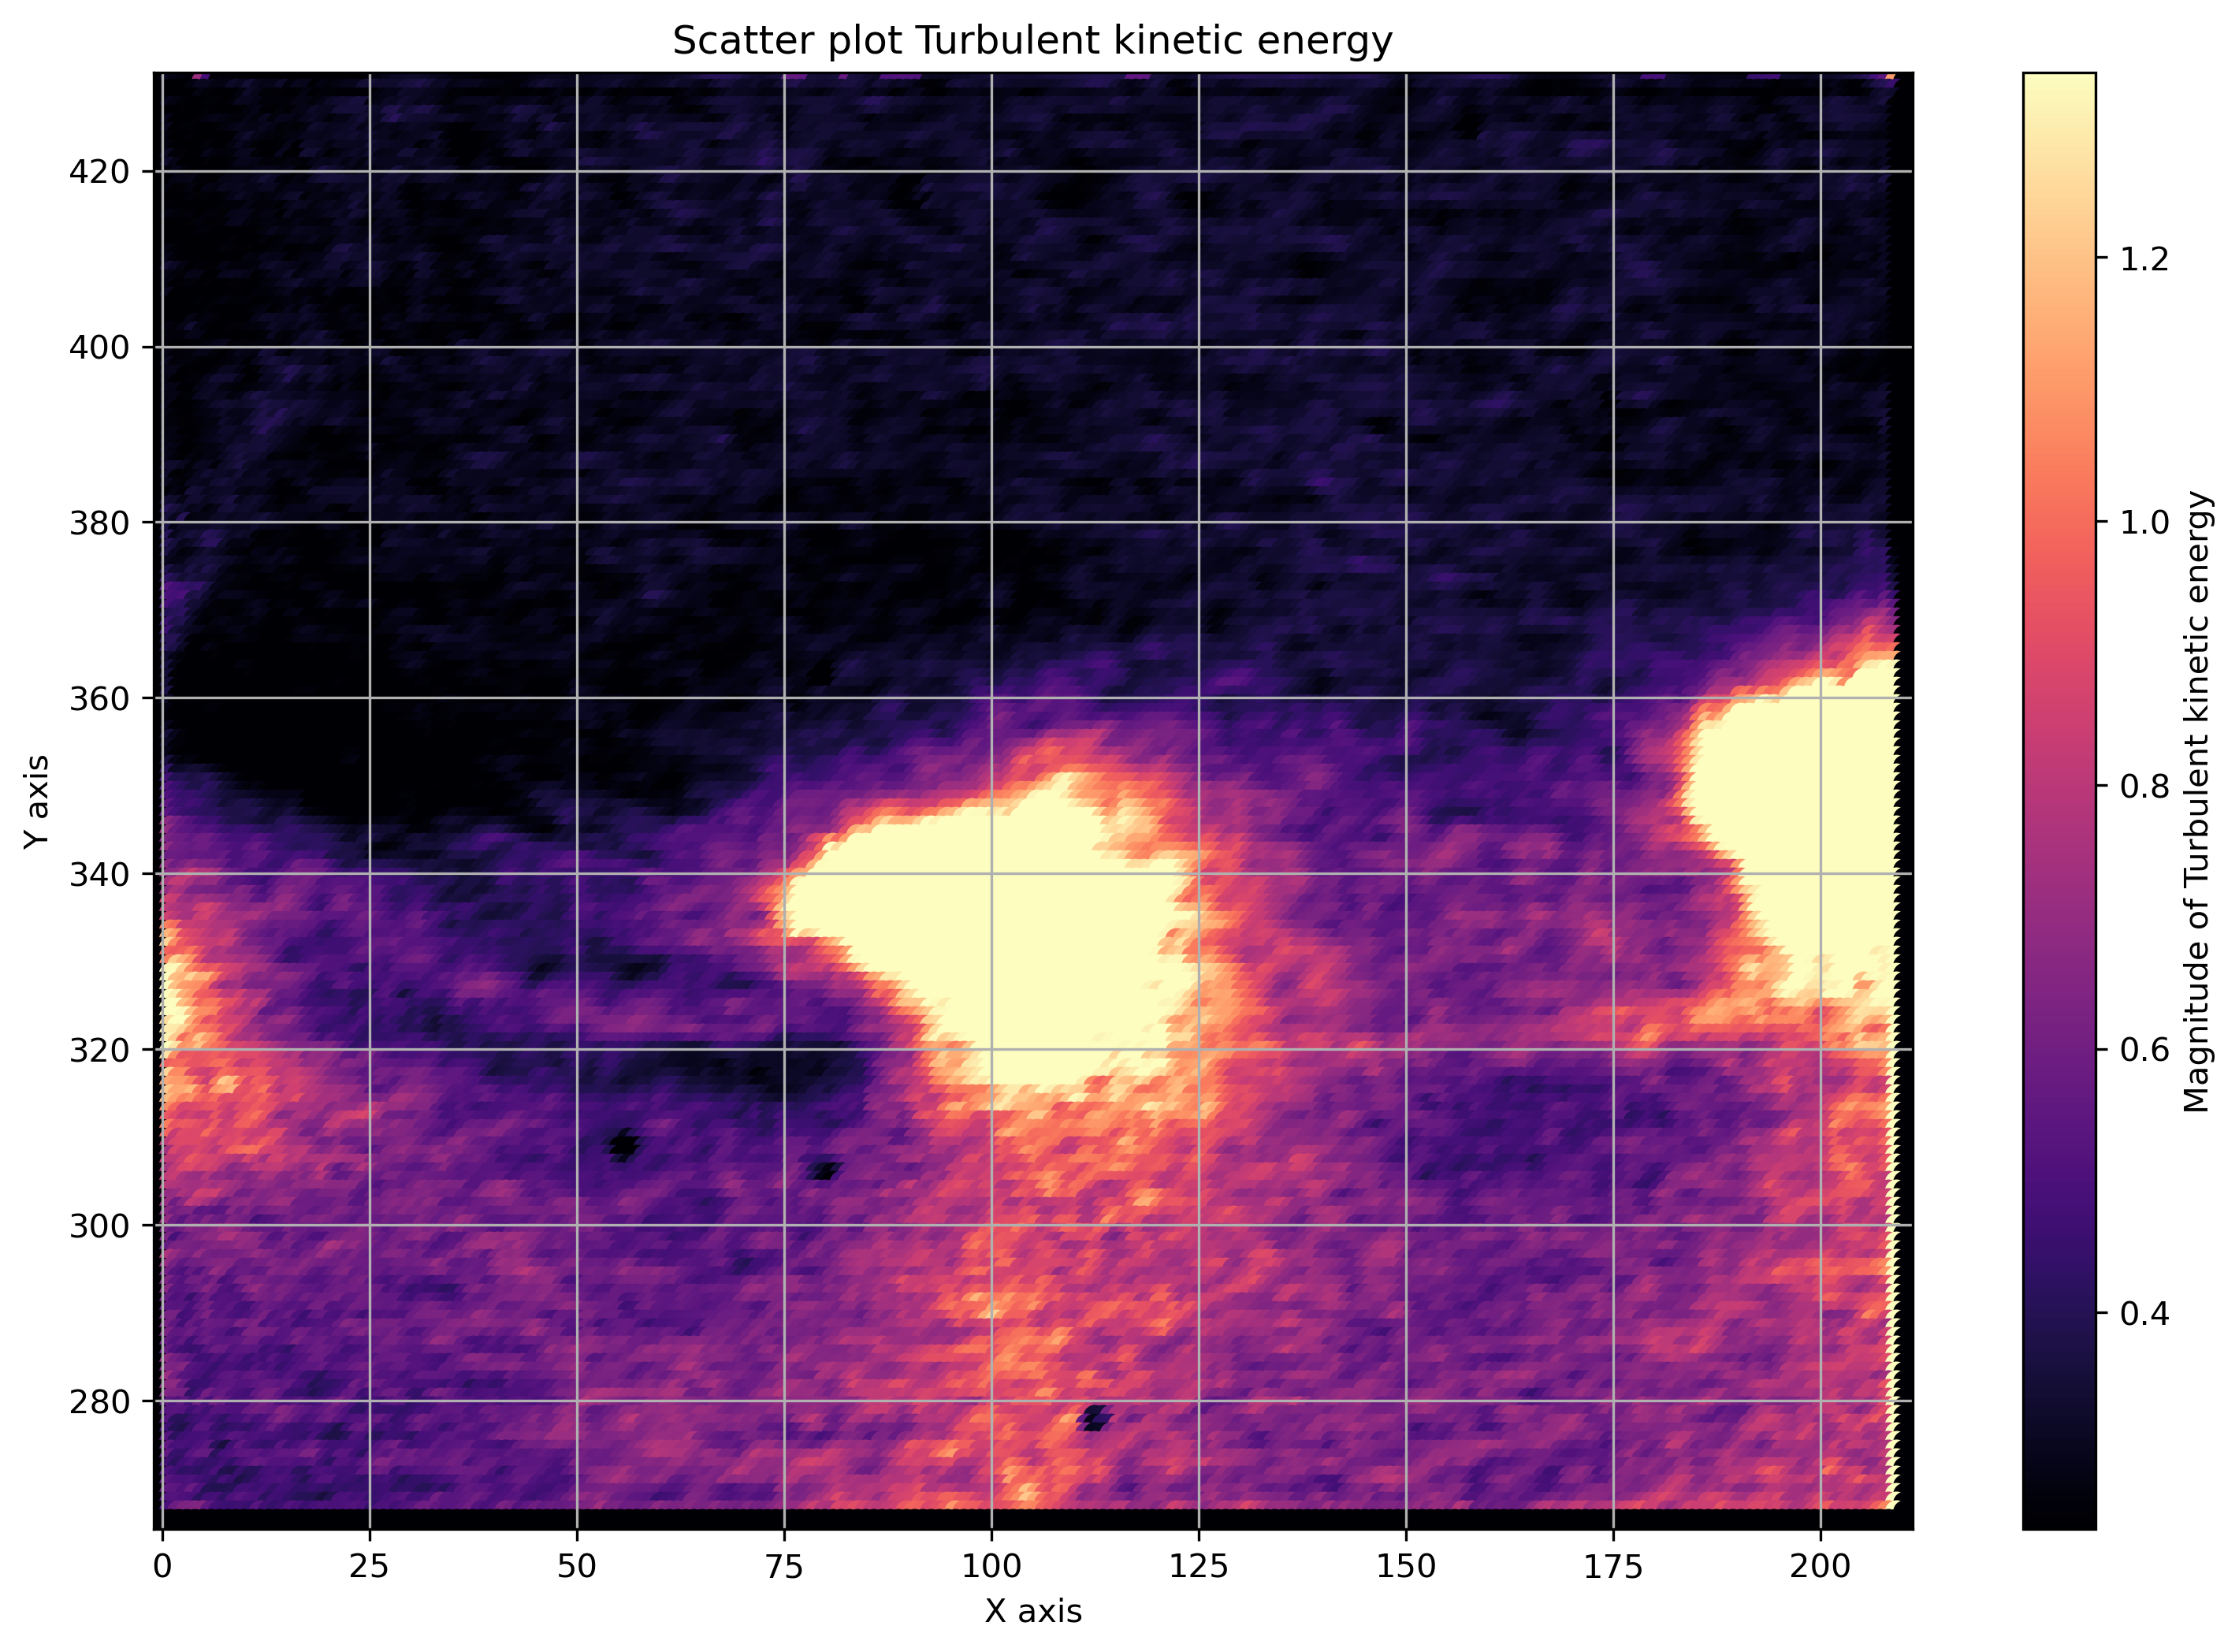 Scatter plot Turbulent kinetic energy
420
400
380
360
340
320
300
280
Y axis
0 25 50 75 100 125 150 175 200
X axis
1.2
1.0
0.8
0.6
0.4
Magnitude of Turbulent kinetic energy